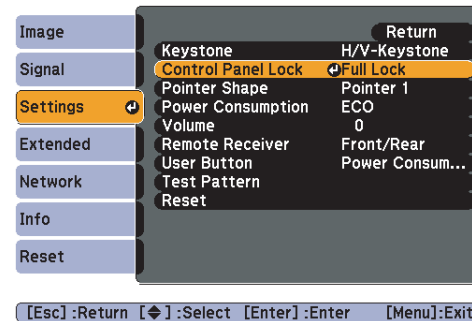 Image
Signal
Settings
Extended
Network
Info
Reset
Return
Keystone H/V-Keystone
Control Panel Lock Full Lock
Pointer Shape Pointer 1
Power Consumption ECO
Volume 0
Remote Receiver Front/Rear
User Button Power Consum...
Test Pattern
Reset
[Esc] :Return [◆] :Select [Enter] :Enter [Menu]:Exit